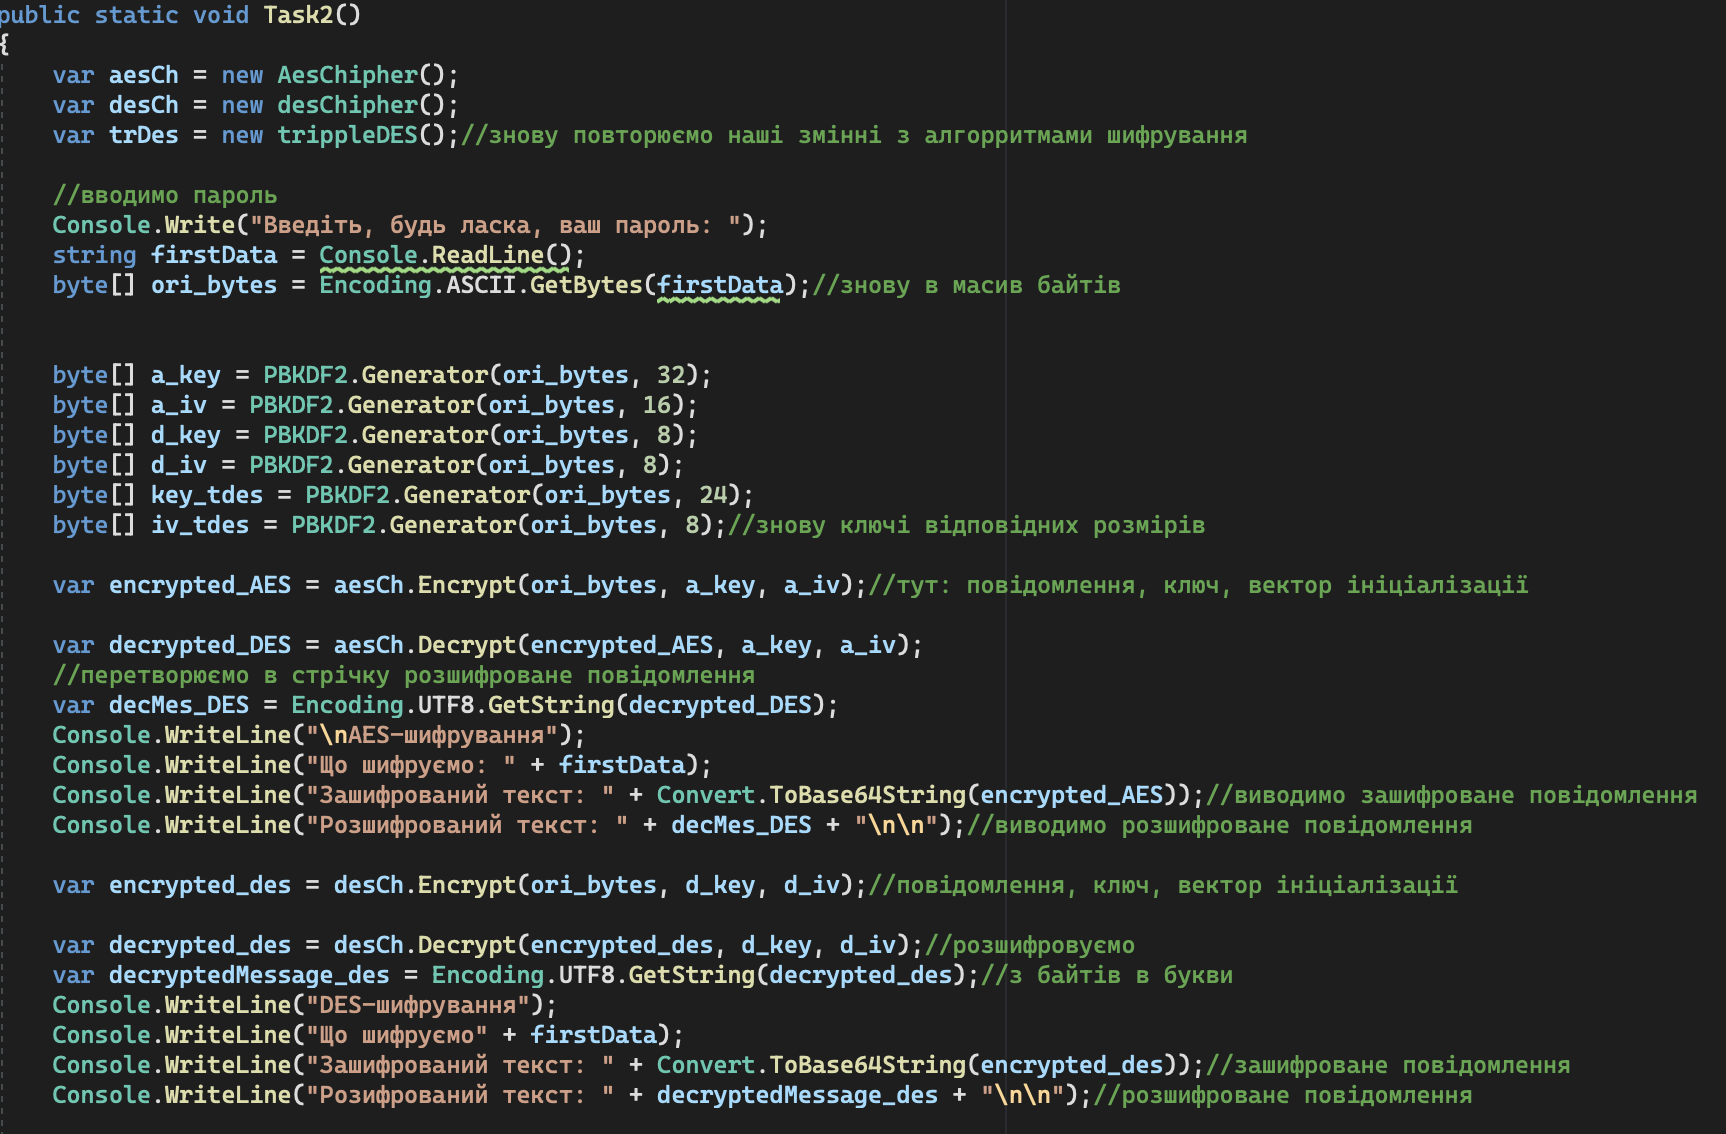 public static void Task2()
{
var aesCh = new AesChipher();
var desCh = new desChipher();
var trDes = new trippleDES();//знову повторюємо наші змінні з алгорритмами шифрування
//вводимо пароль
Console.Write("Введіть, будь ласка, ваш пароль: ");
string firstData = Console.ReadLine();
byte[] ori_bytes = Encoding.ASCII.GetBytes(firstData);//знову в масив байтів
byte[] a_key = PBKDF2.Generator(ori_bytes, 32);
byte[] a_iv = PBKDF2.Generator(ori_bytes, 16);
byte[] d_key = PBKDF2.Generator(ori_bytes, 8);
byte[] d_iv = PBKDF2.Generator(ori_bytes, 8);
byte[] key_tdes = PBKDF2.Generator(ori_bytes, 24);
byte[] iv_tdes = PBKDF2.Generator(ori_bytes, 8);//знову ключі відповідних розмірів
var encrypted_AES = aesCh.Encrypt(ori_bytes, a_key, a_iv);//тут: повідомлення, ключ, вектор ініціалізації
var decrypted_DES = aesCh.Decrypt(encrypted_AES, a_key, a_iv);
//перетворюємо в стрічку розшифроване повідомлення
var decMes_DES = Encoding.UTF8.GetString(decrypted_DES);
Console.WriteLine("\nAES-шифрування");
Console.WriteLine("Що шифруємо: " + firstData);
Console.WriteLine("Зашифрований текст: " + Convert.ToBase64String(encrypted_AES));//виводимо зашифроване повідомлення
Console.WriteLine("Розшифрований текст: " + decMes_DES + "\n\n");//виводимо розшифроване повідомлення
var encrypted_des = desCh.Encrypt(ori_bytes, d_key, d_iv);//повідомлення, ключ, вектор ініціалізації
var decrypted_des = desCh.Decrypt(encrypted_des, d_key, d_iv);//розшифровуємо
var decryptedMessage_des = Encoding.UTF8.GetString(decrypted_des);//з байтів в букви
Console.WriteLine("DES-шифрування");
Console.WriteLine("Що шифруємо" + firstData);
Console.WriteLine("Зашифрований текст: " + Convert.ToBase64String(encrypted_des));//зашифроване повідомлення
Console.WriteLine("Розифрований текст: " + decryptedMessage_des + "\n\n");//розшифроване повідомлення